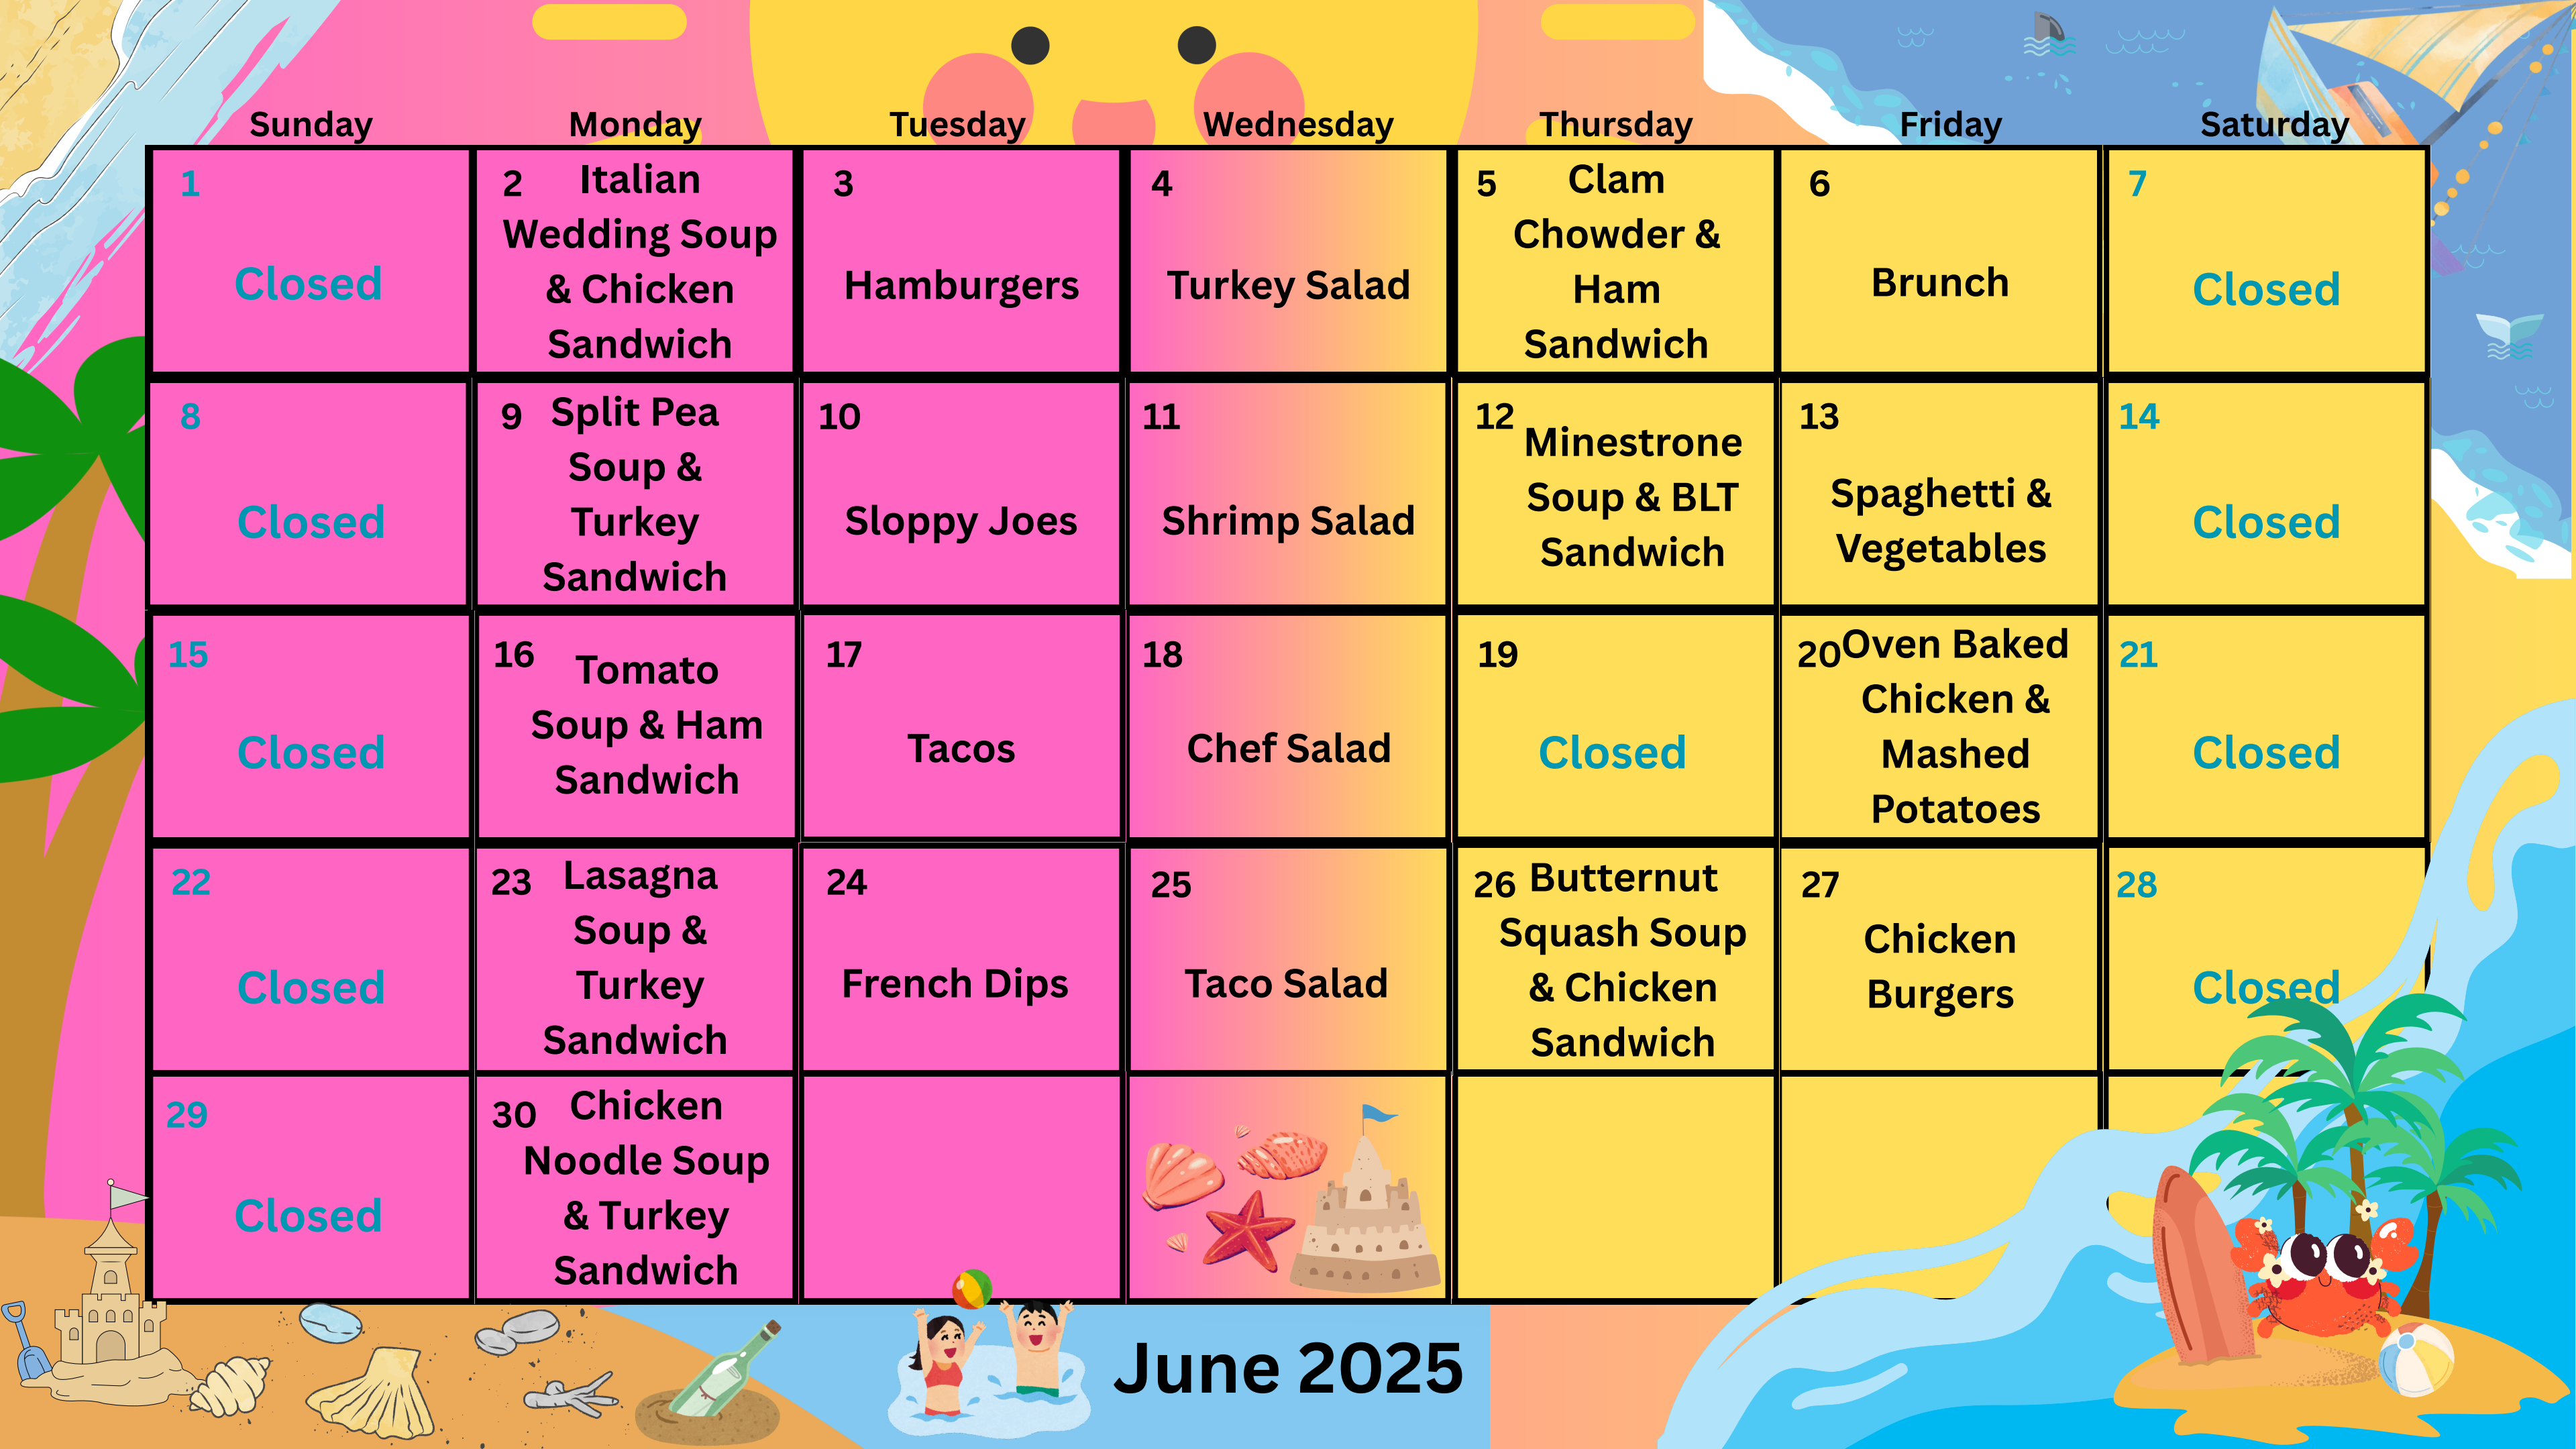 Sunday Monday Tuesday Wednesday Thursday Friday Saturday
1
Closed
2 Italian
Wedding Soup
& Chicken
Sandwich
3
Hamburgers
4
Turkey Salad
5 Clam
Chowder &
Ham
Sandwich
6
Brunch
7
Closed
8
Closed
9 Split Pea
Soup &
Turkey
Sandwich
10
Sloppy Joes
11
Shrimp Salad
12
Minestrone
Soup & BLT
Sandwich
13
Spaghetti &
Vegetables
14
Closed
15
Closed
16
Tomato
Soup & Ham
Sandwich
17
Tacos
18
Chef Salad
19
Closed
20 Oven Baked
Chicken &
Mashed
Potatoes
21
Closed
22
Closed
23 Lasagna
Soup &
Turkey
Sandwich
24
French Dips
25
Taco Salad
26 Butternut
Squash Soup
& Chicken
Sandwich
27
Chicken
Burgers
28
Closed
29
Closed
30 Chicken
Noodle Soup
& Turkey
Sandwich
June 2025